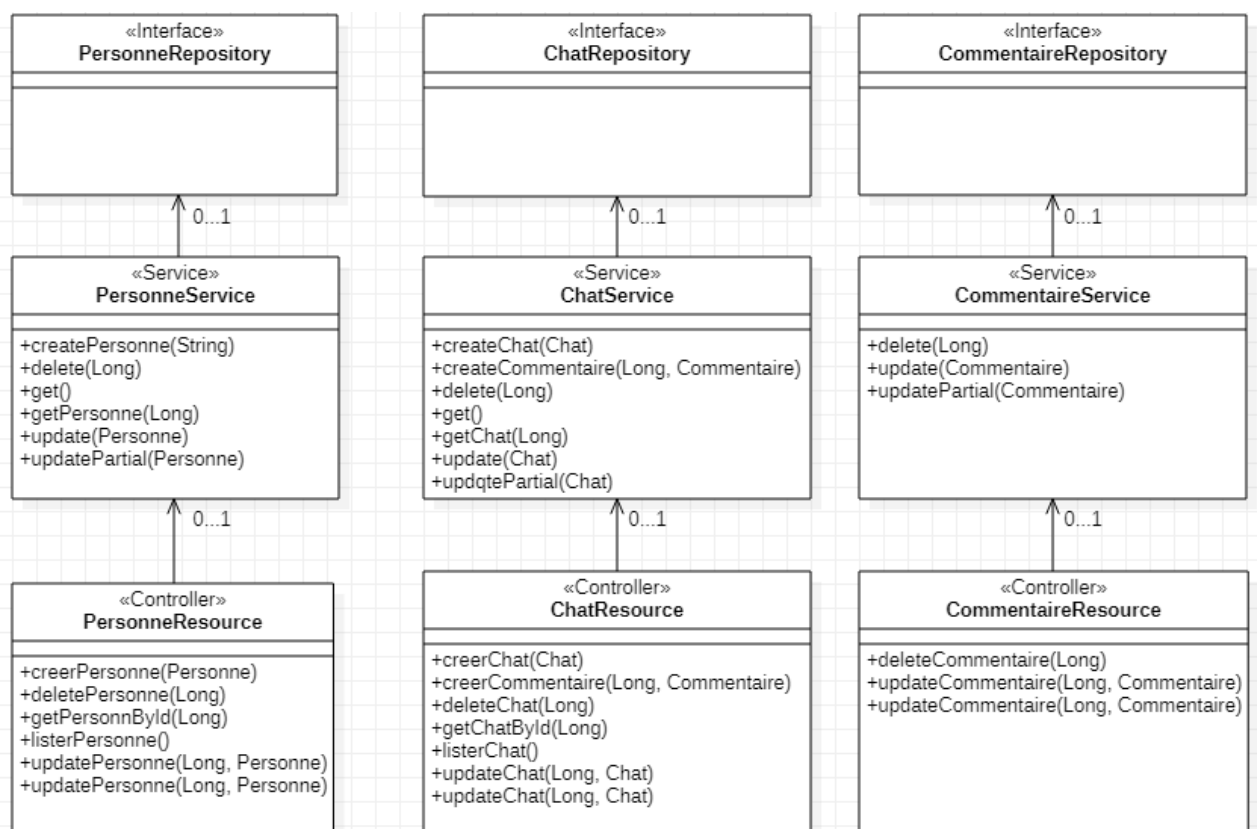 «Interface»
PersonneRepository
0...1
«Service»
PersonneService
+createPersonne(String)
+delete(Long)
+get()
+getPersonne(Long)
+update(Personne)
+updatePartial(Personne)
0...1
«Controller»
PersonneResource
+creerPersonne(Personne)
+deletePersonne(Long)
+getPersonnById(Long)
+listerPersonne()
+updatePersonne(Long, Personne)
+updatePersonne(Long, Personne)
«Interface»
ChatRepository
0...1
«Service»
ChatService
+createChat(Chat)
+createCommentaire(Long, Commentaire)
+delete(Long)
+get()
+getChat(Long)
+update(Chat)
+updqtePartial(Chat)
0...1
«Controller»
ChatResource
+creerChat(Chat)
+creerCommentaire(Long, Commentaire)
+deleteChat(Long)
+getChatById(Long)
+listerChat()
+updateChat(Long, Chat)
+updateChat(Long, Chat)
«Interface»
CommentaireRepository
0...1
«Service»
CommentaireService
+delete(Long)
+update(Commentaire)
+updatePartial(Commentaire)
0...1
«Controller»
CommentaireResource
+deleteCommentaire(Long)
+updateCommentaire(Long, Commentaire)
+updateCommentaire(Long, Commentaire)